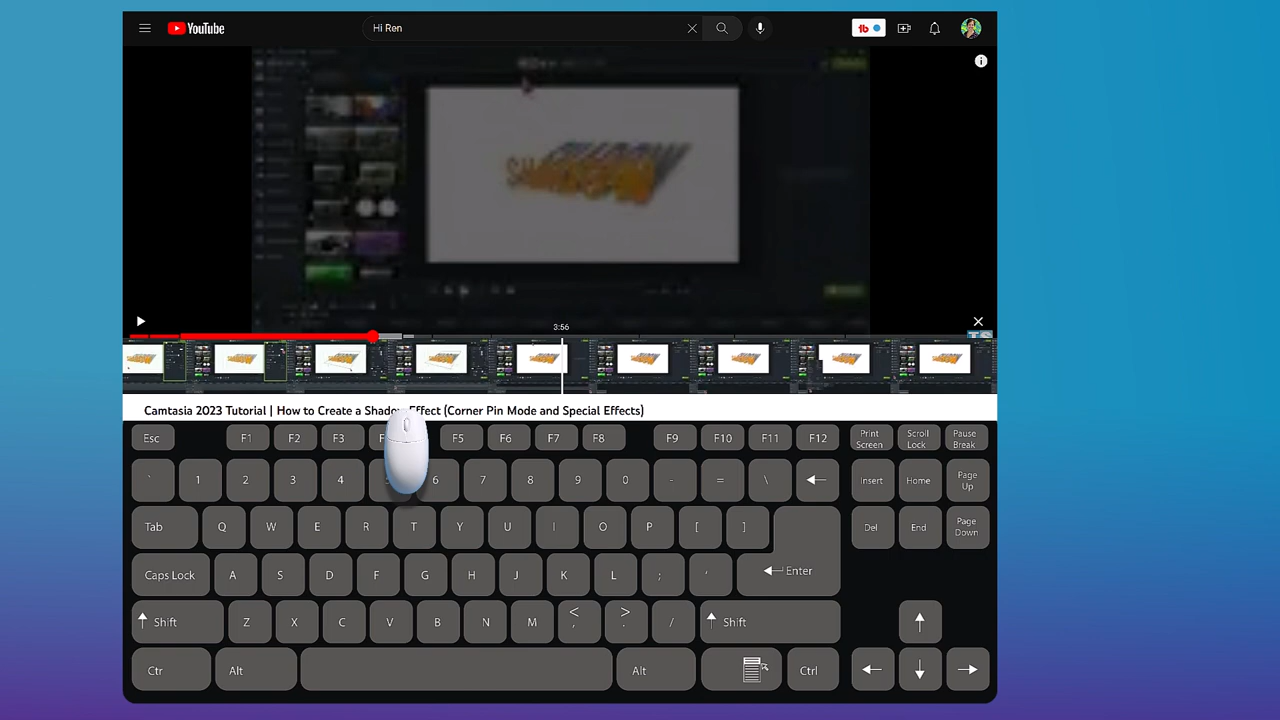 YouTube
Hi Ren
3:56
Camtasia 2023 Tutorial | How to Create a Shadow Effect (Corner Pin Mode and Special Effects)
Esc F1 F2 F3 F5 F6 F7 F8 F9 F10 F11 F12 Print Screen Scroll Lock Pause Break
` 1 2 3 4 5 6 7 8 9 0 - = \ Insert Home Page Up
Tab Q W E R T Y U I O P [ ] Del End Page Down
Caps Lock A S D F G H J K L ; ' Enter
Shift Z X C V B N M < , > . / Shift
Ctr Alt Alt Ctrl